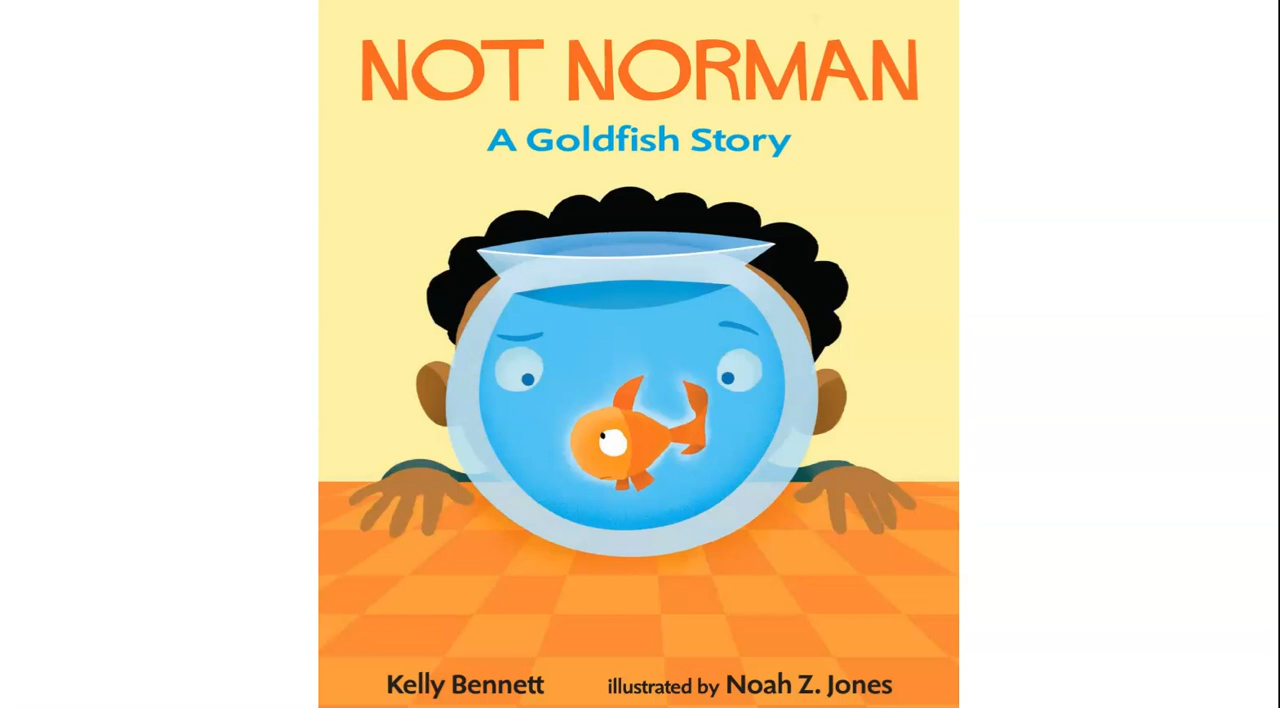 NOT NORMAN
A Goldfish Story
Kelly Bennett
illustrated by Noah Z. Jones